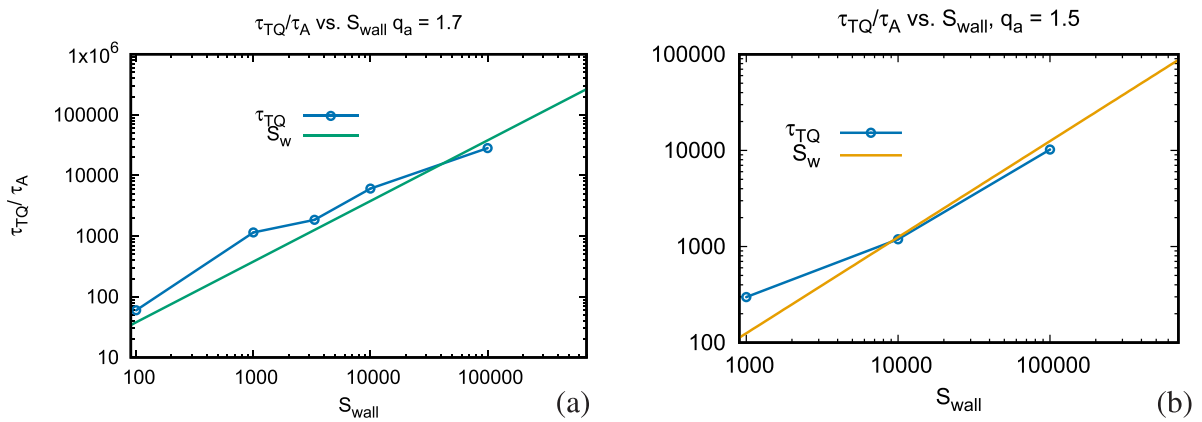 τTQ/τA vs. Swall qa = 1.7
1x10^6
100000
10000
1000
100
10
τTQ/ τA
τTQ
Sw
100 1000 10000 100000
Swall
(a)
τTQ/τA vs. Swall, qa = 1.5
100000
10000
1000
100
τTQ
Sw
1000 10000 100000
Swall
(b)